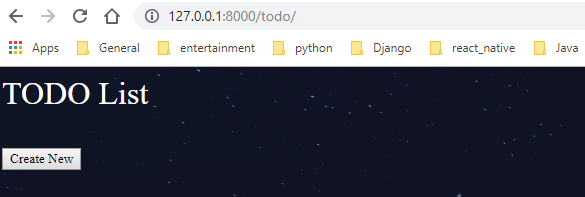 127.0.0.1:8000/todo/
Apps General entertainment python Django react_native Java
TODO List
Create New